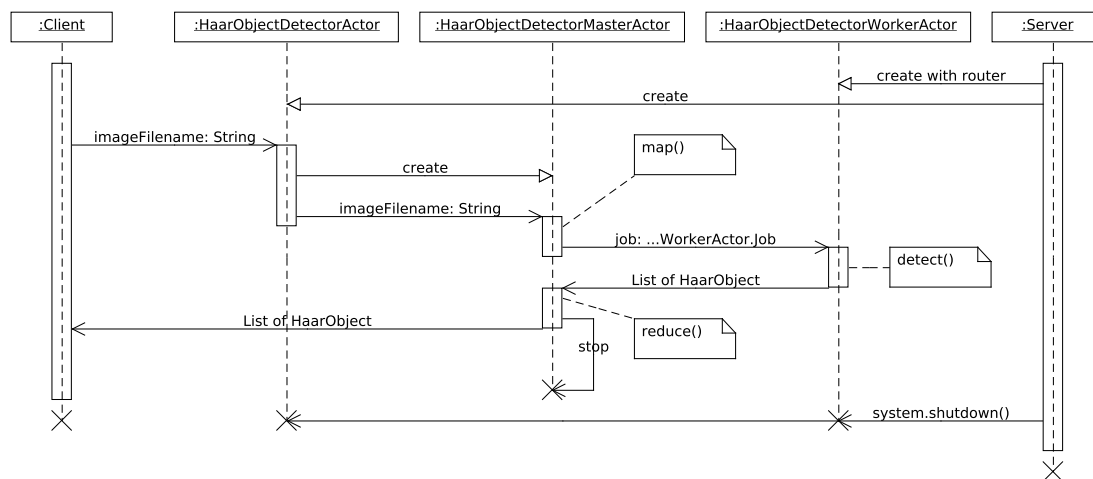 :Client
:HaarObjectDetectorActor
:HaarObjectDetectorMasterActor
:HaarObjectDetectorWorkerActor
:Server
create with router
create
imageFilename: String
map()
create
imageFilename: String
job: ...WorkerActor.Job
detect()
List of HaarObject
List of HaarObject
reduce()
stop
system.shutdown()